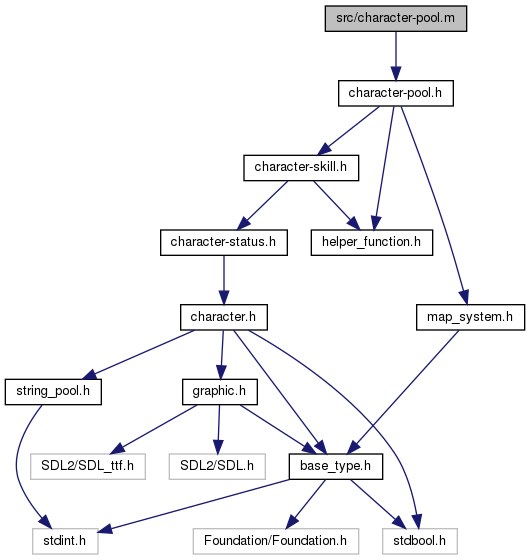 src/character-pool.m
character-pool.h
character-skill.h
character-status.h
helper_function.h
character.h
map_system.h
string_pool.h
graphic.h
SDL2/SDL_ttf.h
SDL2/SDL.h
base_type.h
stdint.h
Foundation/Foundation.h
stdbool.h